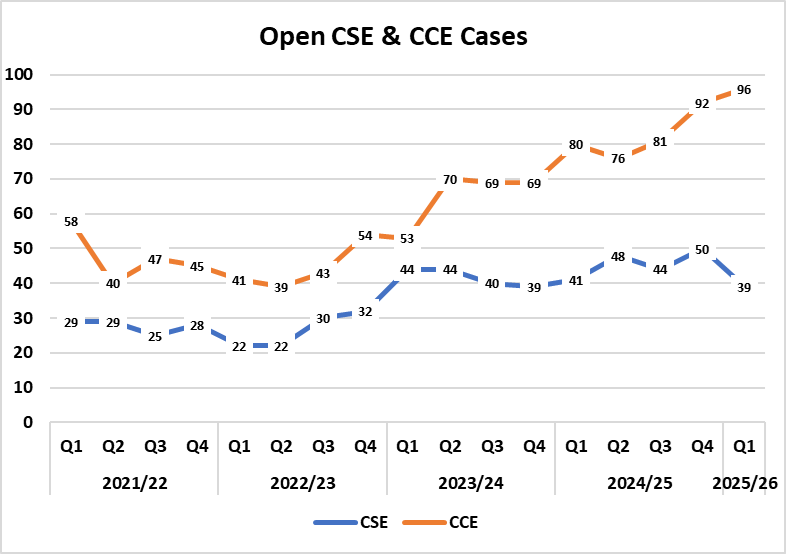 Open CSE & CCE Cases
100
90
80
70
60
50
40
30
20
10
0
58 40 47 45 41 39 43 54 53 70 69 69 80 76 81 92 96
29 29 25 28 22 22 30 32 44 44 40 39 41 48 44 50 39
Q1 Q2 Q3 Q4 Q1 Q2 Q3 Q4 Q1 Q2 Q3 Q4 Q1 Q2 Q3 Q4 Q1
2021/22 2022/23 2023/24 2024/25 2025/26
CSE CCE